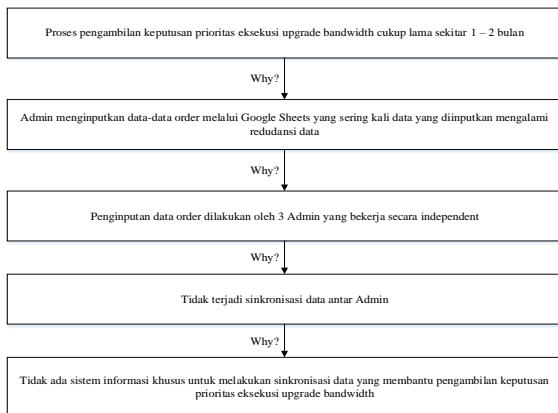 Proses pengambilan keputusan prioritas eksekusi upgrade bandwidth cukup lama sekitar 1 – 2 bulan
Why?
Admin menginputkan data-data order melalui Google Sheets yang sering kali data yang diinputkan mengalami
redudansi data
Why?
Penginputan data order dilakukan oleh 3 Admin yang bekerja secara independent
Why?
Tidak terjadi sinkronisasi data antar Admin
Why?
Tidak ada sistem informasi khusus untuk melakukan sinkronisasi data yang membantu pengambilan keputusan
prioritas eksekusi upgrade bandwidth